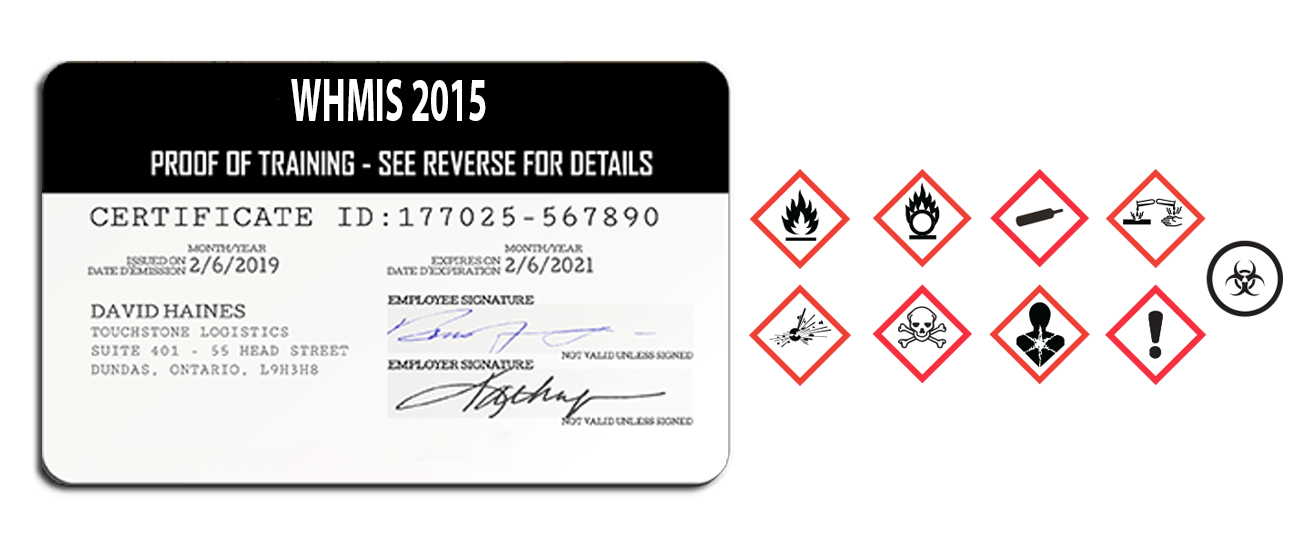 WHMIS 2015
PROOF OF TRAINING - SEE REVERSE FOR DETAILS
CERTIFICATE ID:177025-567890
MONTH/YEAR
ISSUED ON
DATE D'EMISSION 2/6/2019
MONTH/YEAR
EXPIRES ON
DATE D'EXPIRATION 2/6/2021
DAVID HAINES
TOUCHSTONE LOGISTICS
SUITE 401 - 55 HEAD STREET
DUNDAS, ONTARIO, L9H3H8
EMPLOYEE SIGNATURE
NOT VALID UNLESS SIGNED
EMPLOYER SIGNATURE
NOT VALID UNLESS SIGNED